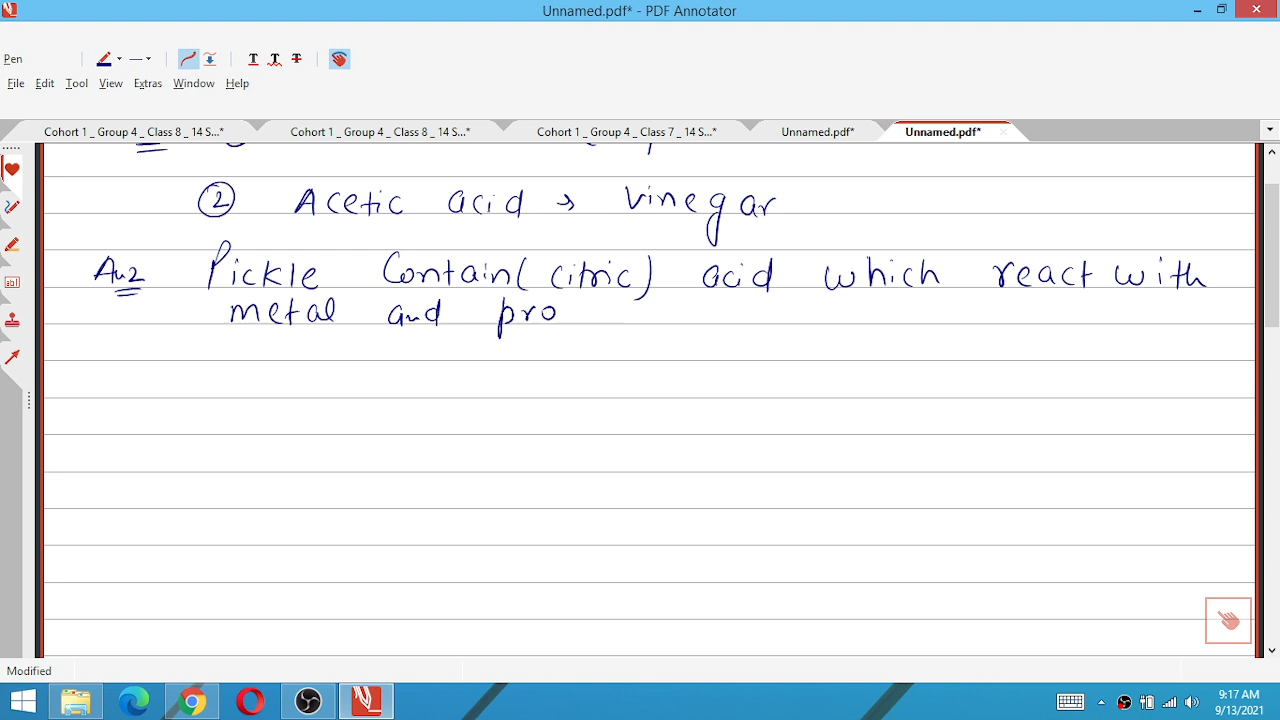 Unnamed.pdf* - PDF Annotator
Pen
T T T
File Edit Tool View Extras Window Help
Cohort 1 _ Group 4 _ Class 8 _ 14 S...* Cohort 1 _ Group 4 _ Class 8 _ 14 S...* Cohort 1 _ Group 4 _ Class 7 _ 14 S...* Unnamed.pdf* Unnamed.pdf*
② Acetic acid → vinegar
Ans2 Pickle Contain (citric) acid which react with
metal and pro
Modified
9:17 AM
9/13/2021